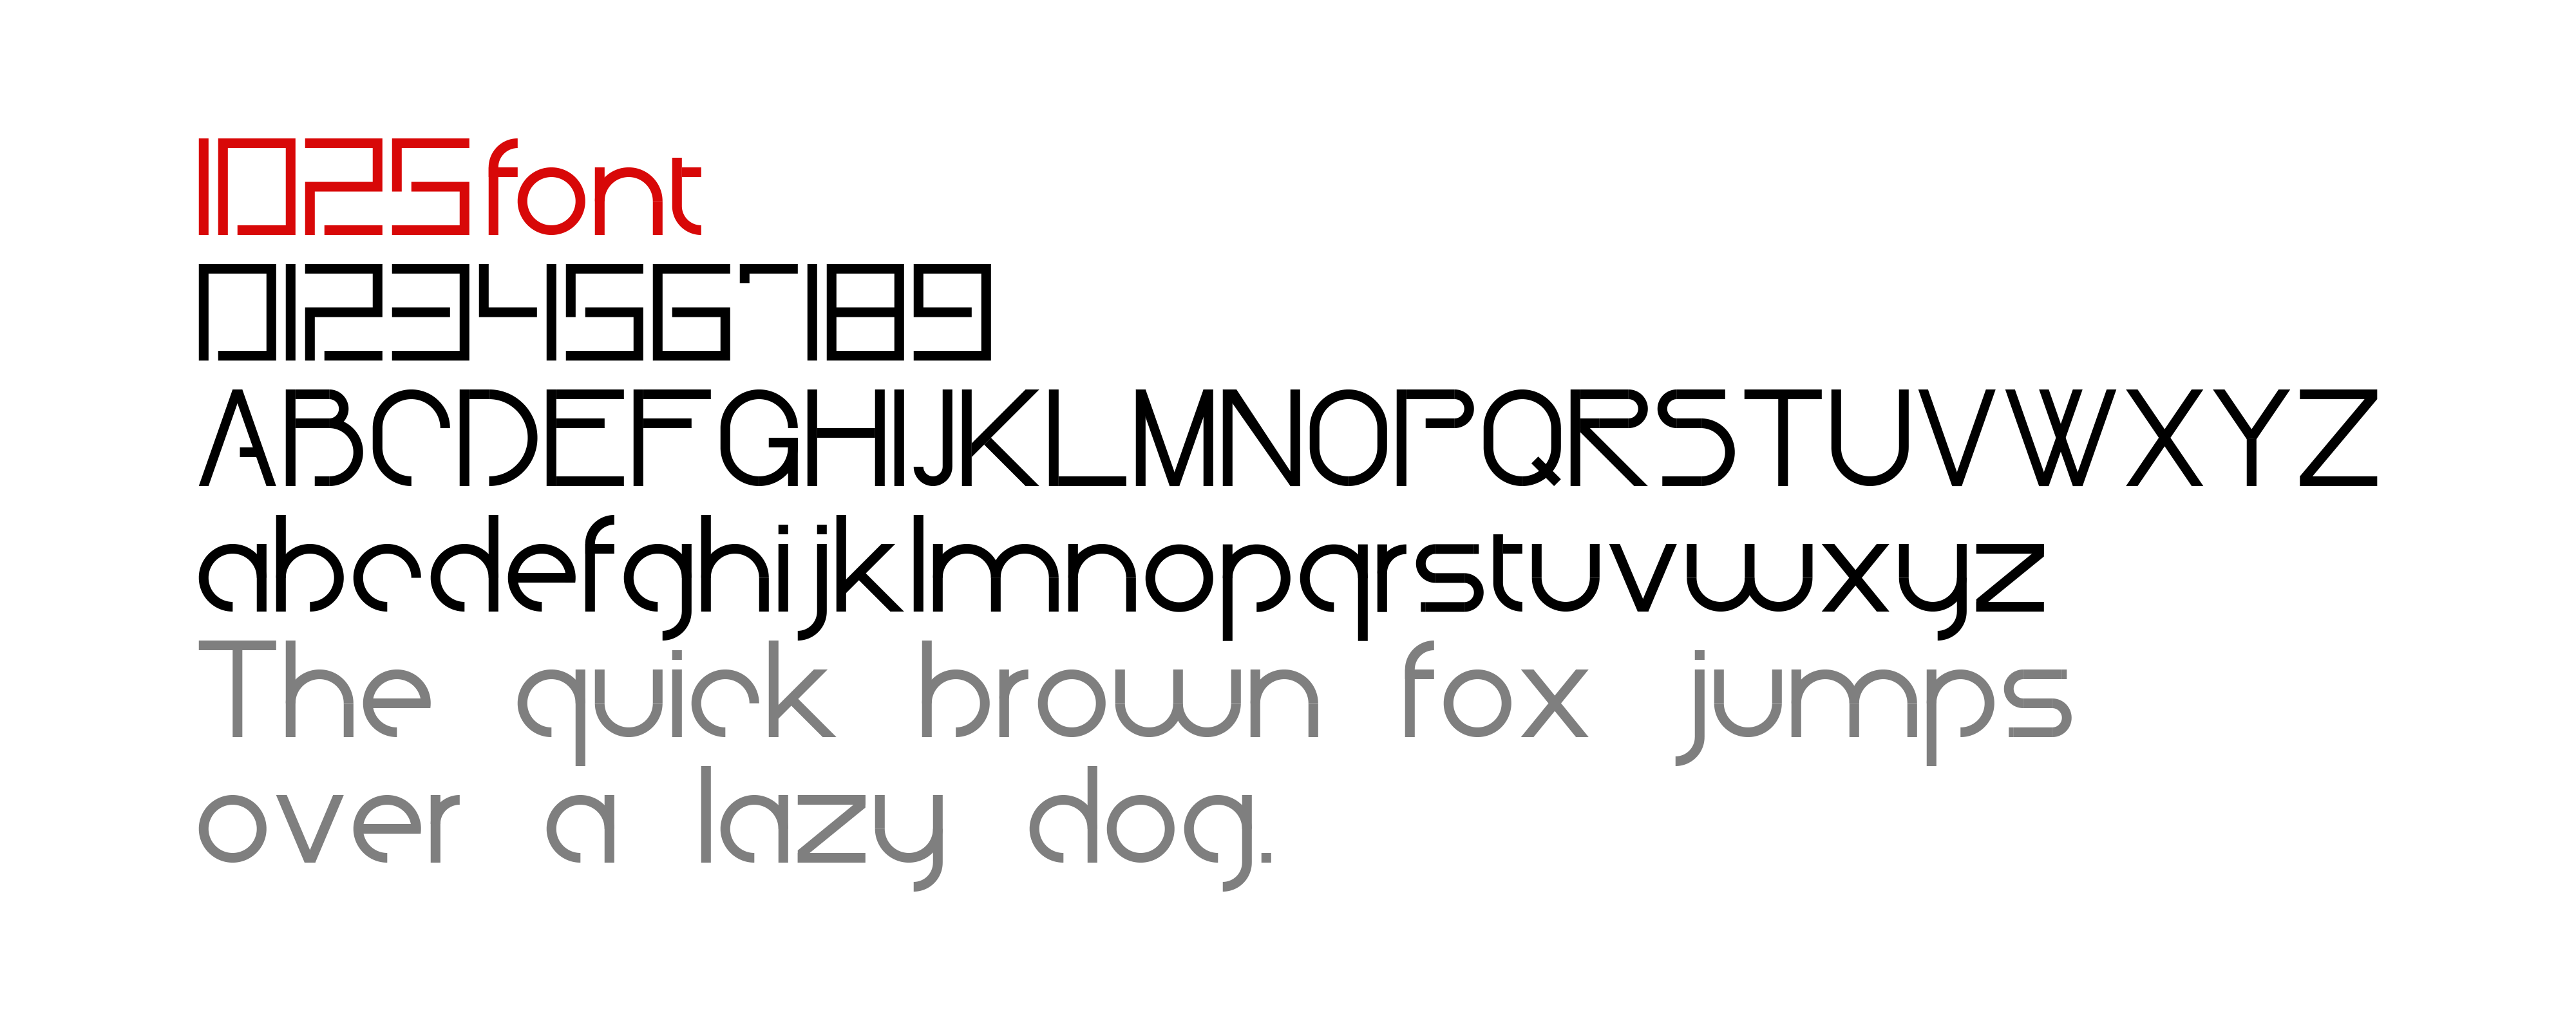 1025font
0123456789
ABCDEFGHIJKLMNOPQRSTUVWXYZ
abcdefghijklmnopqrstuvwxyz
The quick brown fox jumps
over a lazy dog.